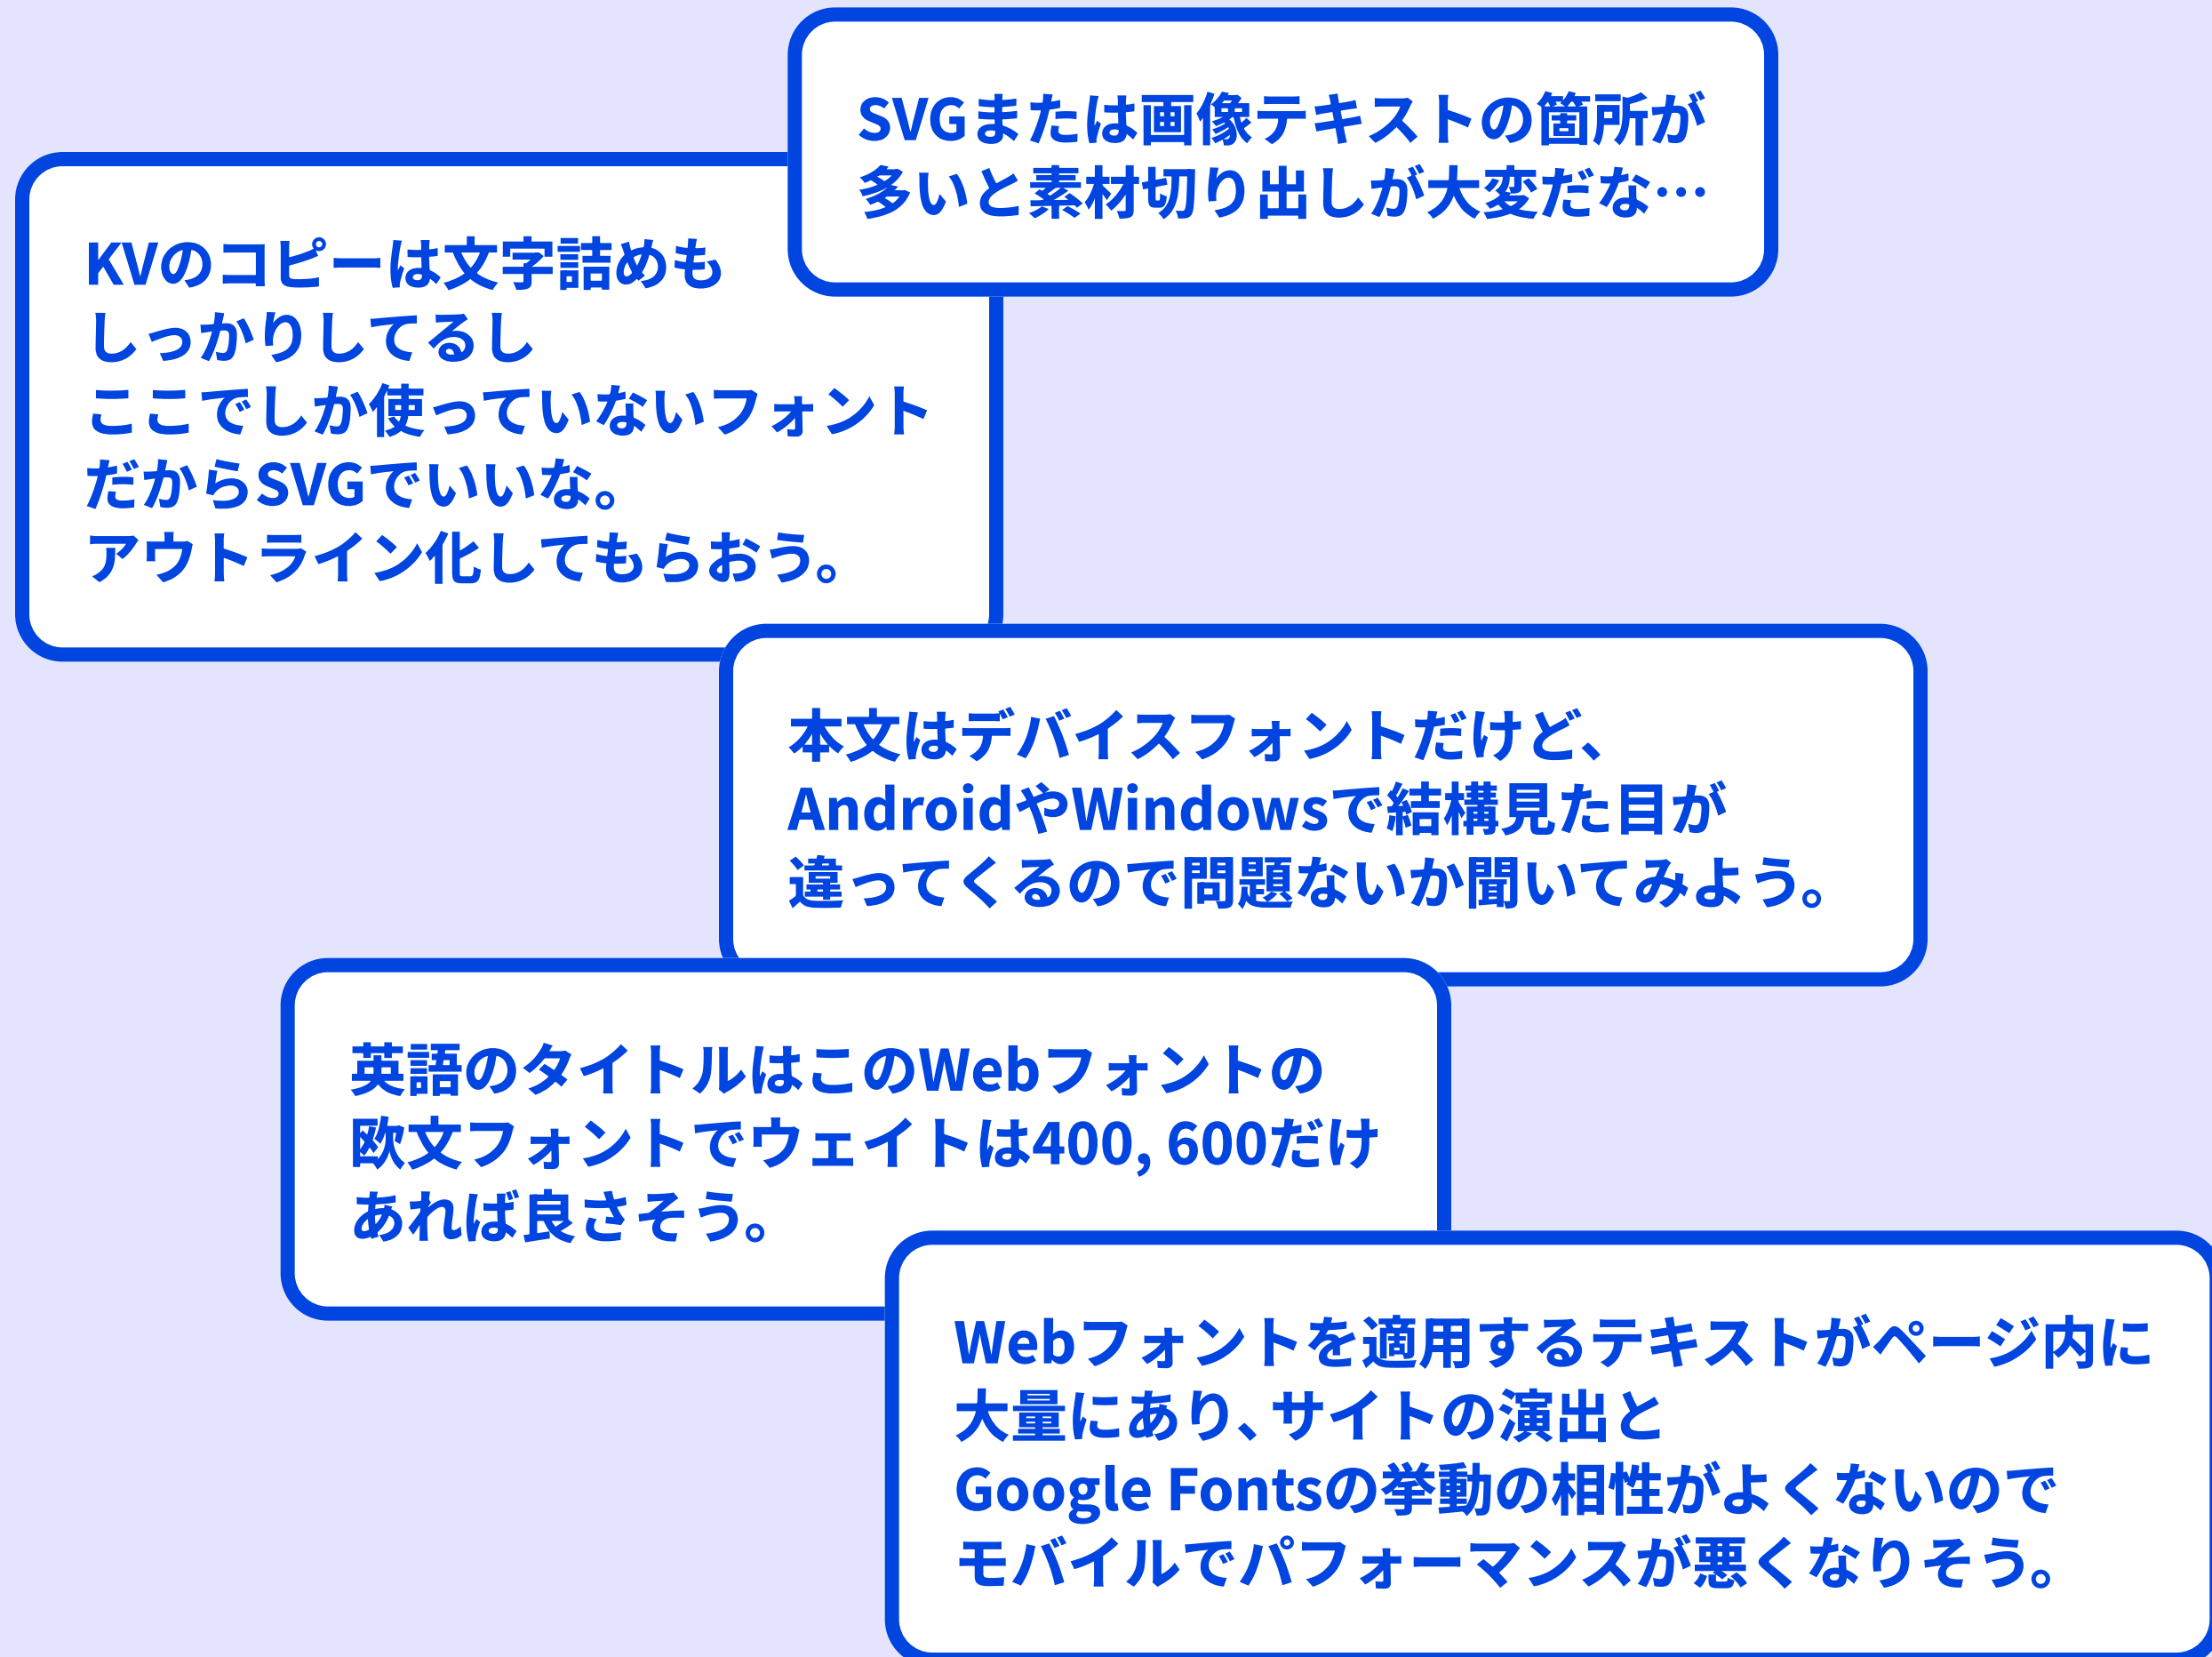 SVGまたは画像テキストの箇所が
多いと案件の書き出しが大変だな…
KVのコピーは文字詰めも
しっかりしてるし
ここでしか使ってないフォント
だからSVGでいいな。
アウトライン化してもらおう。
本文はデバイスフォントだけど、
AndroidやWindowsで結構見た目が
違ってくるので問題ないか聞いてみよう。
英語のタイトルはこのWebフォントの
欧文フォントでウェイトは400, 600だけ
あれば良さそう。
Webフォントを適用するテキストがページ内に
大量にあり、サイトの演出と
Google Fontsの挙動の相性がよくないので
モバイルでパフォーマンスが悪くなりそう。